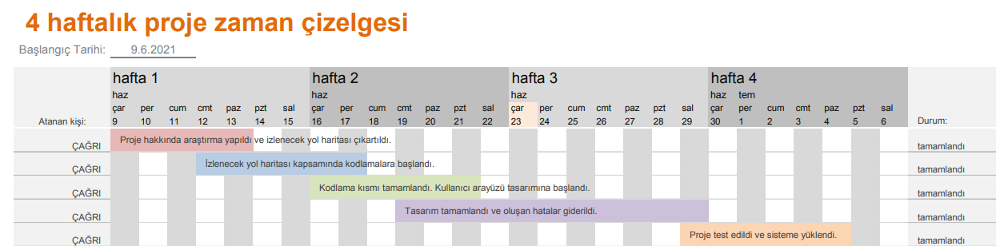 4 haftalık proje zaman çizelgesi
Başlangıç Tarihi: 9.6.2021
hafta 1 hafta 2 hafta 3 hafta 4
haz haz haz haz tem
çar per cum cmt paz pzt sal çar per cum cmt paz pzt sal çar per cum cmt paz pzt sal çar per cum cmt paz pzt sal
Atanan kişi: 9 10 11 12 13 14 15 16 17 18 19 20 21 22 23 24 25 26 27 28 29 30 1 2 3 4 5 6 Durum:
ÇAĞRI Proje hakkında araştırma yapıldı ve izlenecek yol haritası çıkartıldı. tamamlandı
ÇAĞRI İzlenecek yol haritası kapsamında kodlamalara başlandı. tamamlandı
ÇAĞRI Kodlama kısmı tamamlandı. Kullanıcı arayüzü tasarımına başlandı. tamamlandı
ÇAĞRI Tasarım tamamlandı ve oluşan hatalar giderildi. tamamlandı
ÇAĞRI Proje test edildi ve sisteme yüklendi. tamamlandı